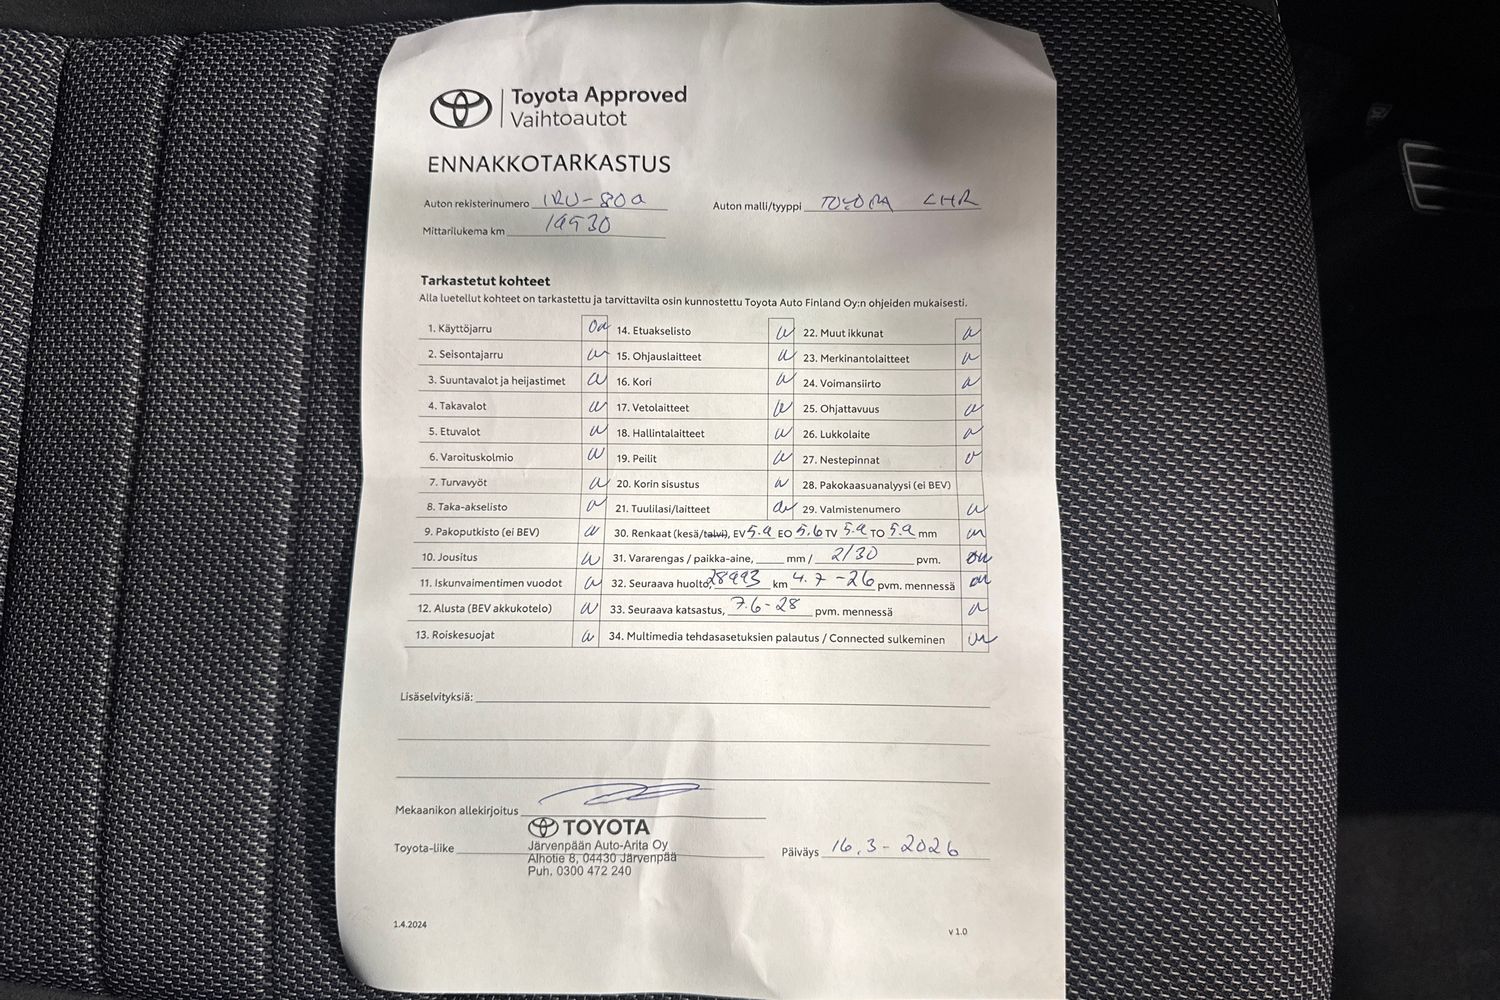 Toyota Approved
Vaihtoautot
ENNAKKOTARKASTUS
Auton rekisterinumero IRU-80a Auton malli/tyyppi TOYOTA CHR
Mittarilukema km 19530
Tarkastetut kohteet
Alla luetellut kohteet on tarkastettu ja tarvittavilta osin kunnostettu Toyota Auto Finland Oy:n ohjeiden mukaisesti.
1. Käyttöjarru 14. Etuakselisto 22. Muut ikkunat
2. Seisontajarru 15. Ohjauslaitteet 23. Merkinantolaitteet
3. Suuntavalot ja heijastimet 16. Kori 24. Voimansiirto
4. Takavalot 17. Vetolaitteet 25. Ohjattavuus
5. Etuvalot 18. Hallintalaitteet 26. Lukkolaite
6. Varoituskolmio 19. Peilit 27. Nestepinnat
7. Turvavyöt 20. Korin sisustus 28. Pakokaasuanalyysi (ei BEV)
8. Taka-akselisto 21. Tuulilasi/laitteet 29. Valmistenumero
9. Pakoputkisto (ei BEV) 30. Renkaat (kesä/talvi), EV 5.9 EO 5.6 TV 5.9 TO 5.9 mm
10. Jousitus 31. Vararengas / paikka-aine, mm / 2/30 pvm.
11. Iskunvaimentimen vuodot 32. Seuraava huolto, 28993 km 4.7-26 pvm. mennessä
12. Alusta (BEV akkukotelo) 33. Seuraava katsastus, 7.6-28 pvm. mennessä
13. Roiskesuojat 34. Multimedia tehdasasetuksien palautus / Connected sulkeminen
Lisäselvityksiä:
Mekaanikon allekirjoitus
TOYOTA
Toyota-liike Järvenpään Auto-Arita Oy
Alhotie 8, 04430 Järvenpää
Puh. 0300 472 240
Päiväys 16.3-2026
1.4.2024 v 1.0